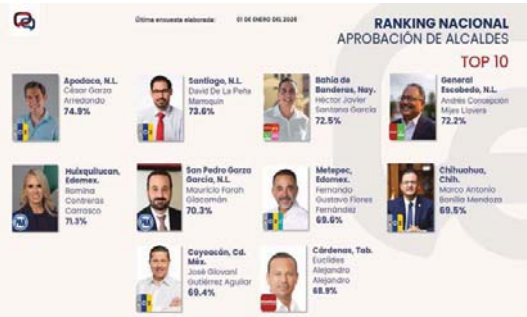 Última encuesta elaborada: 01 DE ENERO DEL 2026
RANKING NACIONAL
APROBACIÓN DE ALCALDES
TOP 10
Apodaca, N.L.
César Garza
Arredondo
74.9%
Santiago, N.L.
David De La Peña
Marroquín
73.6%
Bahía de
Banderas, Nay.
Héctor Javier
Santana García
72.5%
General
Escobedo, N.L.
Andrés Concepción
Mijes Llovera
72.2%
Huixquilucan,
Edomex.
Romina
Contreras
Carrasco
71.3%
PAN
San Pedro Garza
García, N.L.
Mauricio Farah
Giacomán
70.3%
Metepec,
Edomex.
Fernando
Gustavo Flores
Fernández
69.6%
Chihuahua,
Chih.
Marco Antonio
Bonilla Mendoza
69.5%
Coyoacán, Cd.
Méx.
José Giovani
Gutiérrez Aguilar
69.4%
Cárdenas, Tab.
Euclides
Alejandro
Alejandro
68.9%